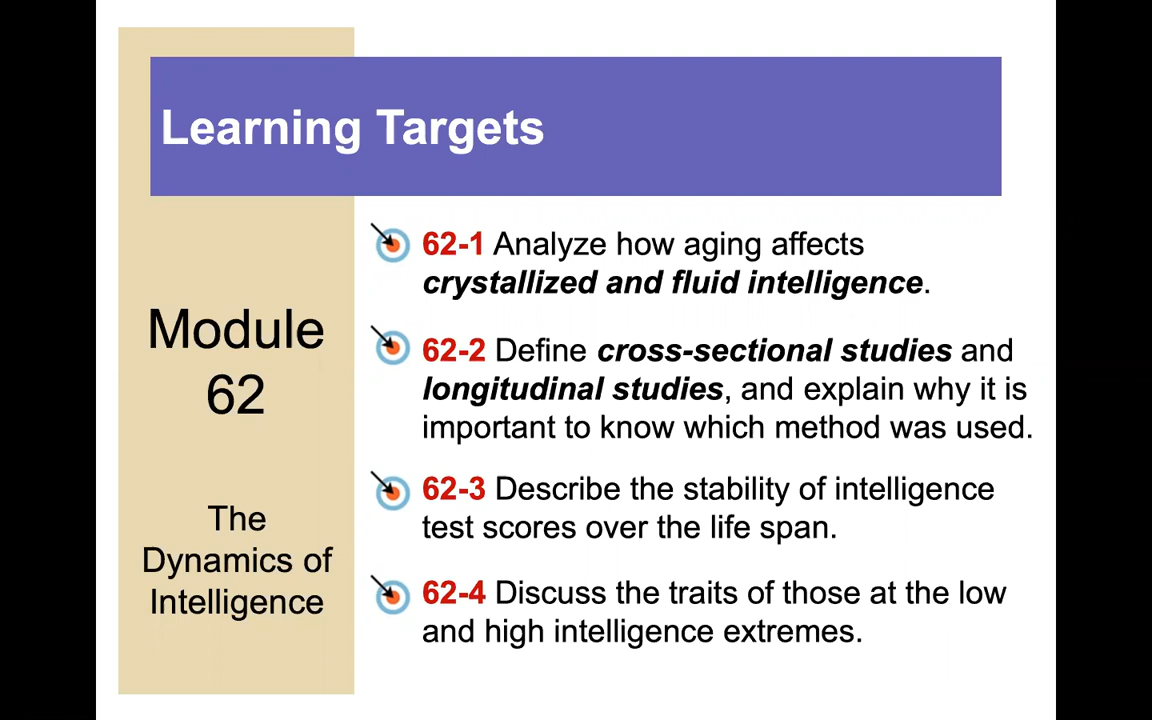 Learning Targets
Module
62
The
Dynamics of
Intelligence
62-1 Analyze how aging affects
crystallized and fluid intelligence.
62-2 Define cross-sectional studies and
longitudinal studies, and explain why it is
important to know which method was used.
62-3 Describe the stability of intelligence
test scores over the life span.
62-4 Discuss the traits of those at the low
and high intelligence extremes.